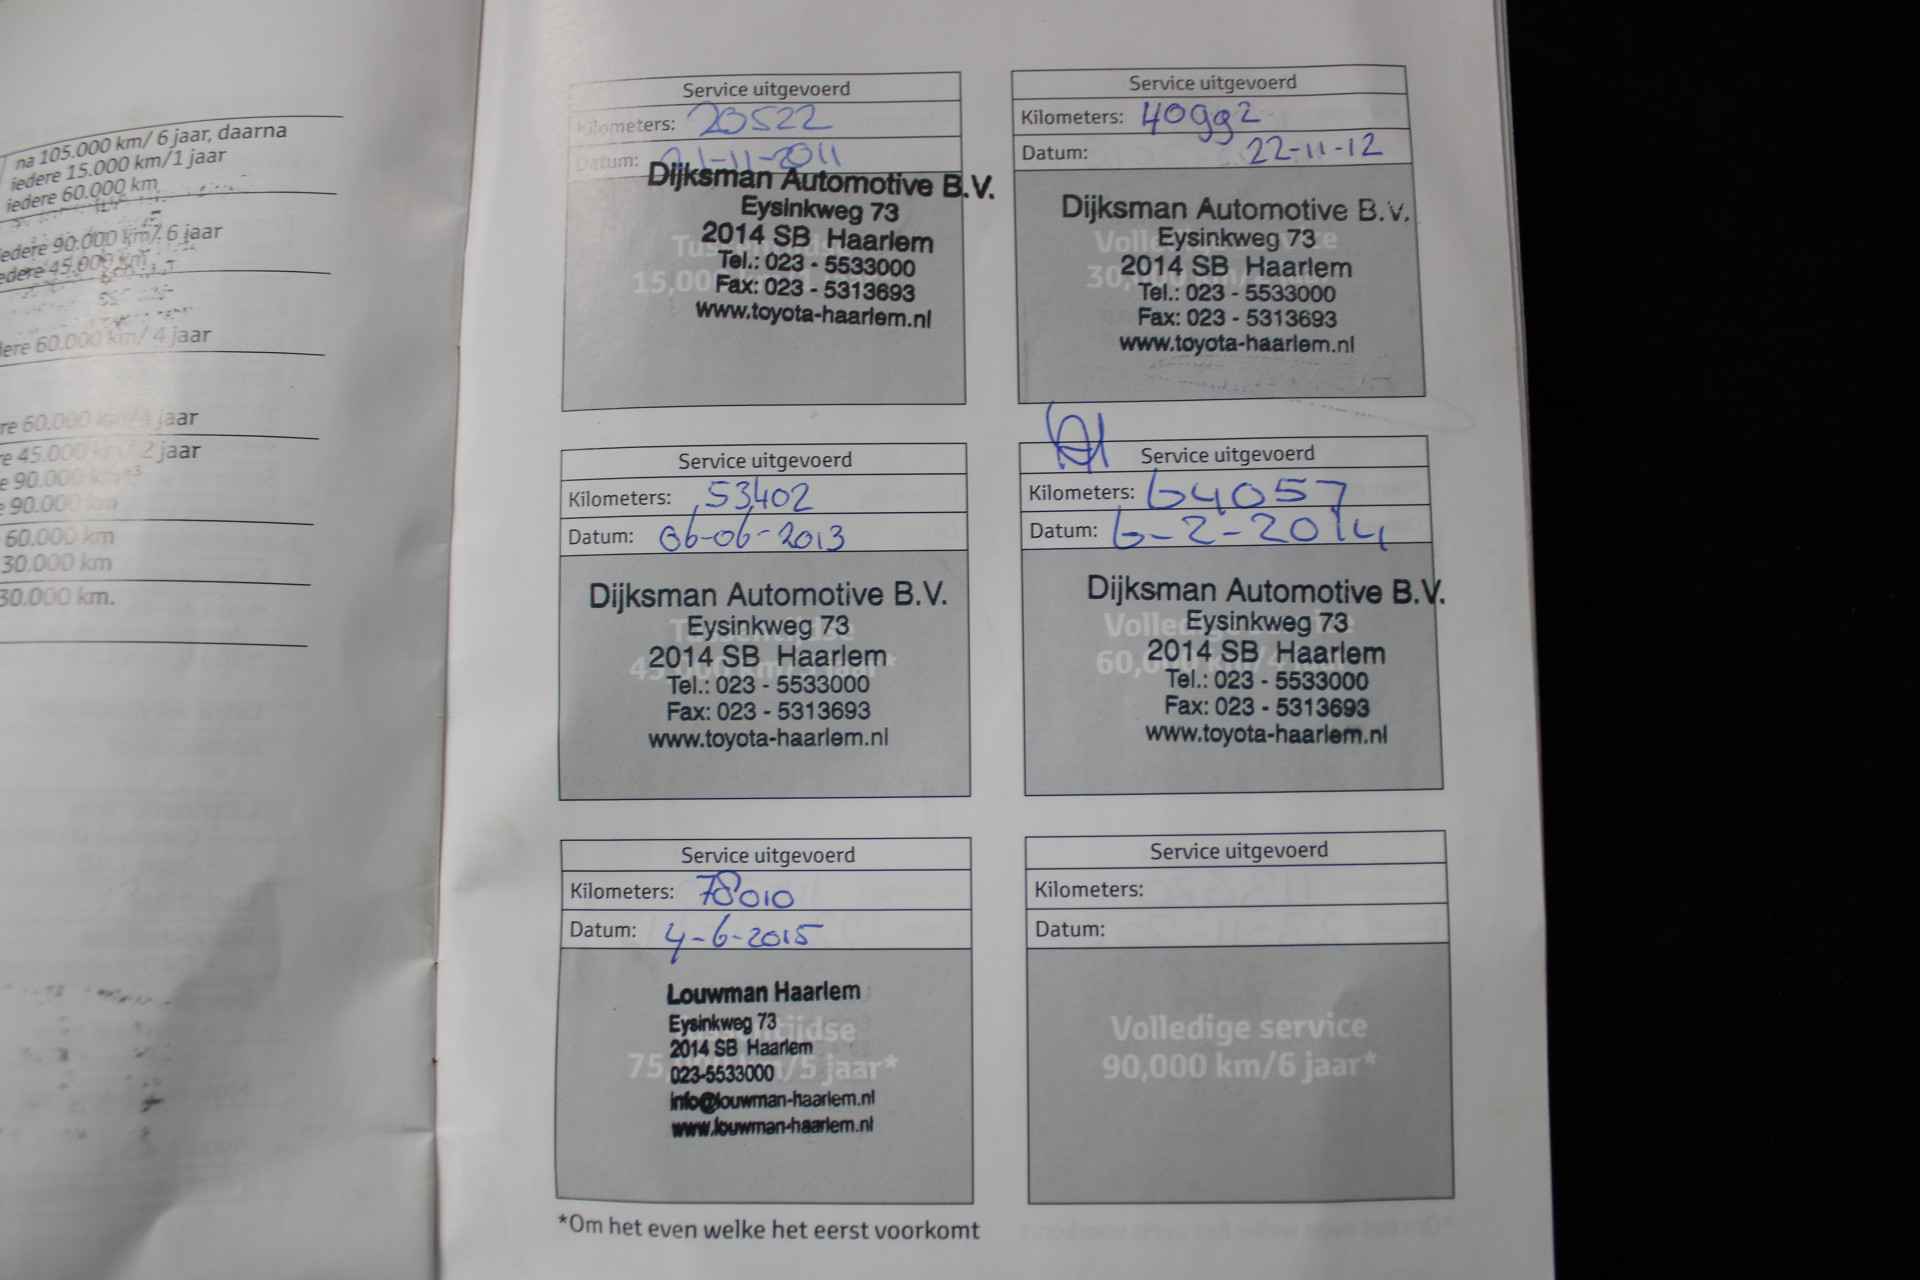 na 105.000 km/ 6 jaar, daarna
iedere 15.000 km/1 jaar
iedere 60.000 km
iedere 90.000 km/ 6 jaar
iedere 45.000 km
60.000 km/ 4 jaar
60.000 km/4 jaar
45.000 km/ 2 jaar
90.000 km*³
90.000 km
60.000 km
30.000 km
30.000 km.
Service uitgevoerd
Kilometers: 20522
Datum: 21-11-2011
Dijksman Automotive B.V.
Eysinkweg 73
2014 SB Haarlem
Tel.: 023 - 5533000
Fax: 023 - 5313693
www.toyota-haarlem.nl
Service uitgevoerd
Kilometers: 40992
Datum: 22-11-12
Dijksman Automotive B.V.
Eysinkweg 73
2014 SB Haarlem
Tel.: 023 - 5533000
Fax: 023 - 5313693
www.toyota-haarlem.nl
Service uitgevoerd
Kilometers: 53,402
Datum: 06-06-2013
Dijksman Automotive B.V.
Eysinkweg 73
2014 SB Haarlem
Tel.: 023 - 5533000
Fax: 023 - 5313693
www.toyota-haarlem.nl
Service uitgevoerd
Kilometers: 64057
Datum: 6-2-2014
Dijksman Automotive B.V.
Eysinkweg 73
2014 SB Haarlem
Tel.: 023 - 5533000
Fax: 023 - 5313693
www.toyota-haarlem.nl
Service uitgevoerd
Kilometers: 78010
Datum: 4-6-2015
Louwman Haarlem
Eysinkweg 73
2014 SB Haarlem
023-5533000
info@louwman-haarlem.nl
www.louwman-haarlem.nl
Service uitgevoerd
Kilometers:
Datum:
Volledige service
90,000 km/6 jaar*
*Om het even welke het eerst voorkomt